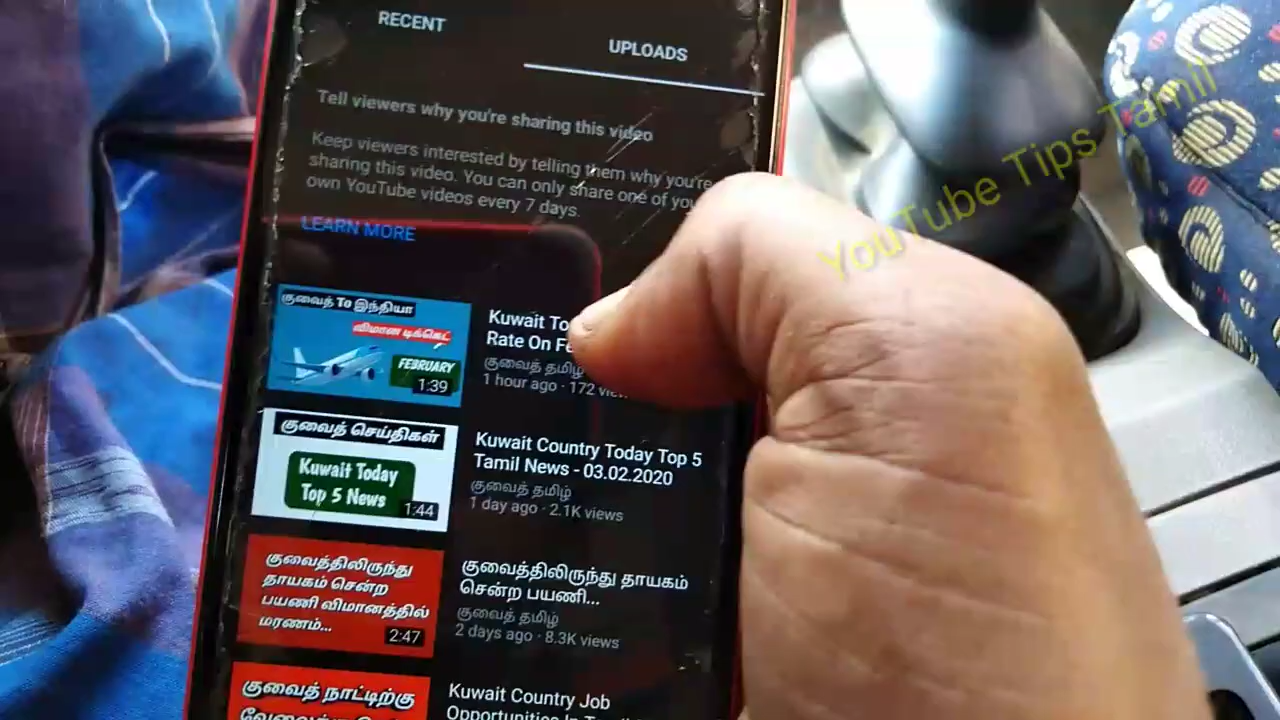 RECENT
UPLOADS
Tell viewers why you're sharing this video
Keep viewers interested by telling them why you're
sharing this video. You can only share one of
own YouTube videos every 7 days.
LEARN MORE
YouTube Tips Tamil
குவைத் To இந்தியா
விமான டிக்கெட்
FEBRUARY
1:39
Kuwait To
Rate On
குவைத் தமிழ்
1 hour ago · 172
குவைத் செய்திகள்
Kuwait Today
Top 5 News
1:44
Kuwait Country Today Top 5
Tamil News - 03.02.2020
குவைத் தமிழ்
1 day ago · 2.1K views
குவைத்திலிருந்து
தாயகம் சென்ற
பயணி விமானத்தில்
மரணம்...
2:47
குவைத்திலிருந்து தாயகம்
சென்ற பயணி...
குவைத் தமிழ்
2 days ago · 8.3K views
குவைத் நாட்டிற்கு
Kuwait Country Job
Opportunities In